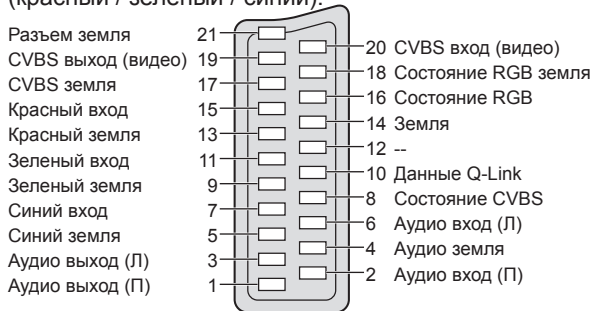 (красный / зеленый / синий).
Разъем земля 21
CVBS выход (видео) 19
CVBS земля 17
Красный вход 15
Красный земля 13
Зеленый вход 11
Зеленый земля 9
Синий вход 7
Синий земля 5
Аудио выход (Л) 3
Аудио выход (П) 1
20 CVBS вход (видео)
18 Состояние RGB земля
16 Состояние RGB
14 Земля
12 --
10 Данные Q-Link
8 Состояние CVBS
6 Аудио вход (Л)
4 Аудио земля
2 Аудио вход (П)